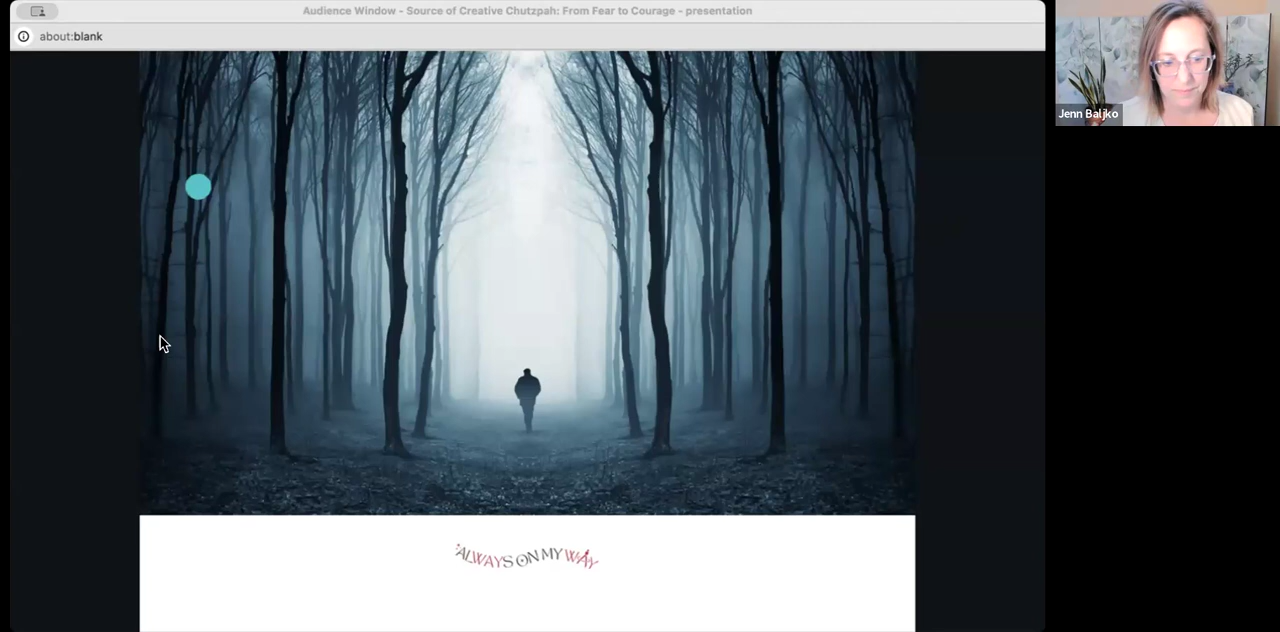 Audience Window - Source of Creative Chutzpah: From Fear to Courage - presentation
about:blank
Jenn Baljko
ALWAYS ON MY WAY